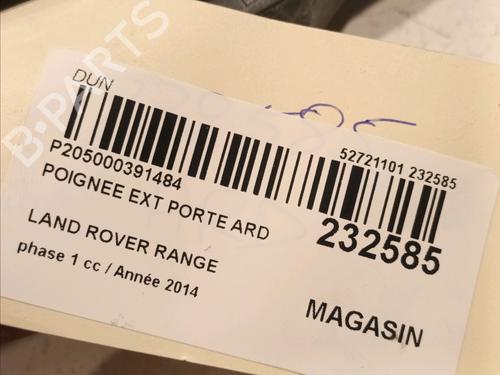 B-PARTS
DUN
52721101 232585
P205000391484
POIGNEE EXT PORTE ARD
232585
LAND ROVER RANGE
phase 1 cc / Année 2014
MAGASIN